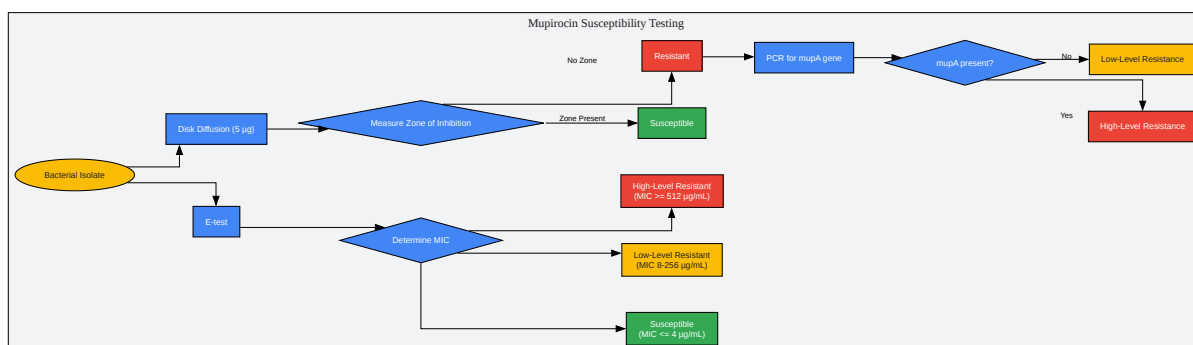 Mupirocin Susceptibility Testing
No Zone
Resistant
PCR for mupA gene
mupA present?
No
Low-Level Resistance
Disk Diffusion (5 µg)
Measure Zone of Inhibition
Zone Present
Susceptible
Yes
High-Level Resistance
Bacterial Isolate
E-test
Determine MIC
High-Level Resistant
(MIC >= 512 µg/mL)
Low-Level Resistant
(MIC 8-256 µg/mL)
Susceptible
(MIC <= 4 µg/mL)